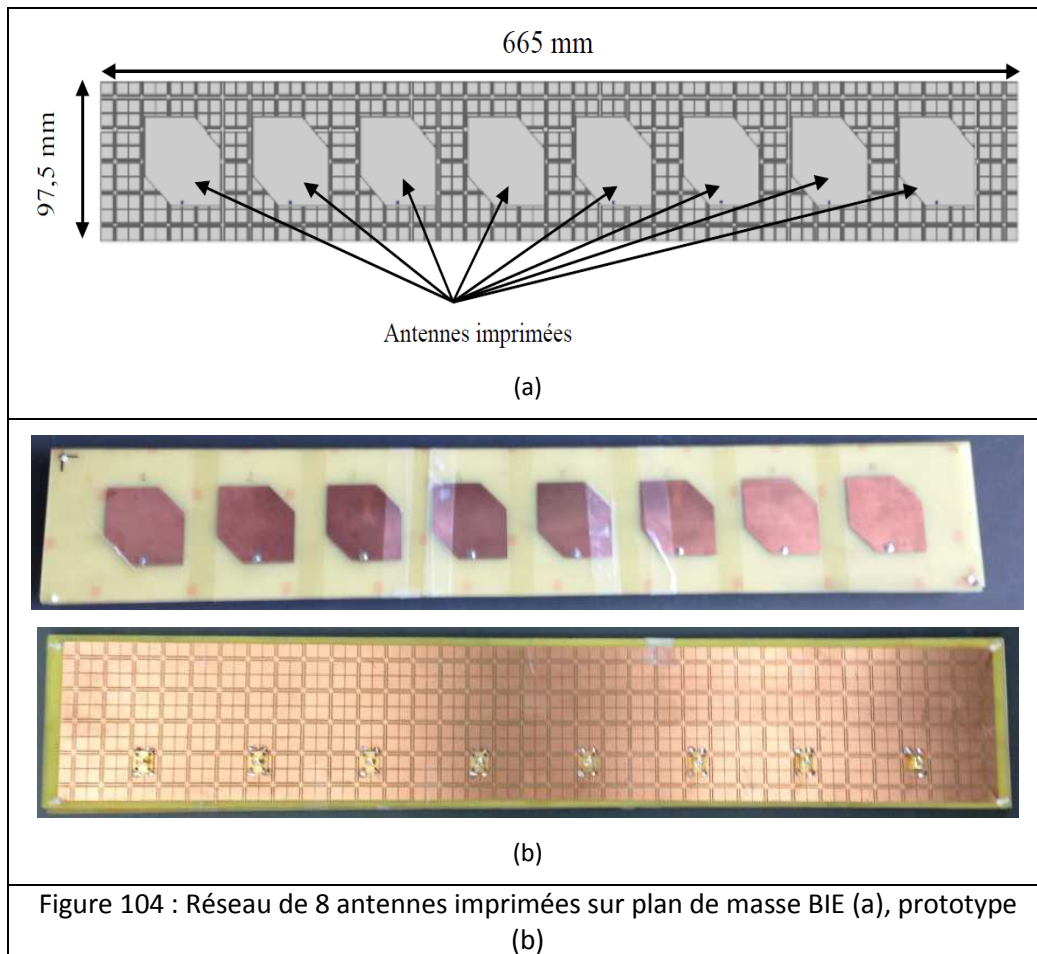 665 mm
97,5 mm
Antennes imprimées
(a)
(b)
Figure 104 : Réseau de 8 antennes imprimées sur plan de masse BIE (a), prototype
(b)